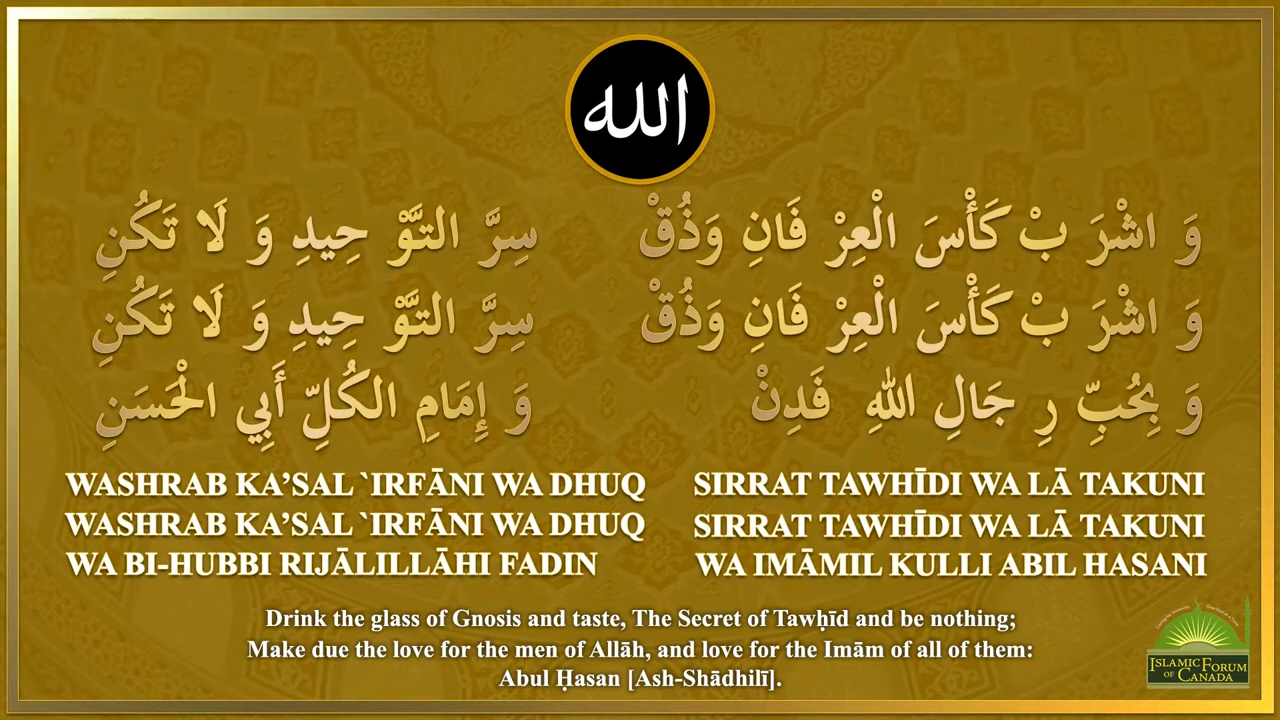 الله
وَ اشْرَ بْ كَأْسَ الْعِرْ فَانِ وَذُقْ سِرَّ التَّوْ حِيدِ وَ لَا تَكُنِ
وَ اشْرَ بْ كَأْسَ الْعِرْ فَانِ وَذُقْ سِرَّ التَّوْ حِيدِ وَ لَا تَكُنِ
وَ بِحُبِّ رِ جَالِ اللهِ فَدِنْ وَ إِمَامِ الكُلِّ أَبِي الْحَسَنِ
WASHRAB KA’SAL `IRFĀNI WA DHUQ SIRRAT TAWHĪDI WA LĀ TAKUNI
WASHRAB KA’SAL `IRFĀNI WA DHUQ SIRRAT TAWHĪDI WA LĀ TAKUNI
WA BI-HUBBI RIJĀLILLĀHI FADIN WA IMĀMIL KULLI ABIL HASANI
Drink the glass of Gnosis and taste, The Secret of Tawḥīd and be nothing;
Make due the love for the men of Allāh, and love for the Imām of all of them:
Abul Ḥasan [Ash-Shādhilī].
ISLAMIC FORUM
OF CANADA